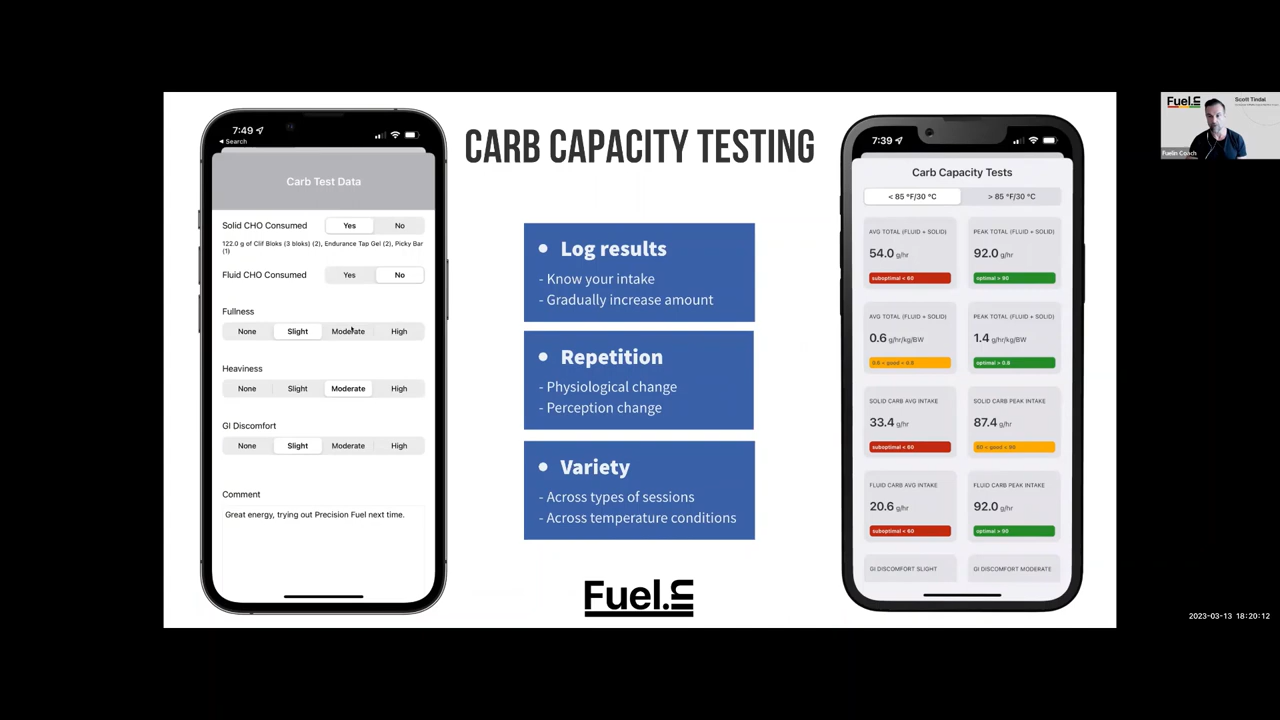 CARB CAPACITY TESTING
7:49
Search
Carb Test Data
Solid CHO Consumed Yes No
122.0 g of Clif Bloks (3 bloks) (2), Endurance Tap Gel (2), Picky Bar
(1)
Fluid CHO Consumed Yes No
Fullness
None Slight Moderate High
Heaviness
None Slight Moderate High
GI Discomfort
None Slight Moderate High
Comment
Great energy, trying out Precision Fuel next time.
• Log results
- Know your intake
- Gradually increase amount
• Repetition
- Physiological change
- Perception change
• Variety
- Across types of sessions
- Across temperature conditions
Fuel.in
7:39
Carb Capacity Tests
< 85 °F/30 °C > 85 °F/30 °C
AVG TOTAL (FLUID + SOLID) PEAK TOTAL (FLUID + SOLID)
54.0 g/hr 92.0 g/hr
suboptimal < 60 optimal > 90
AVG TOTAL (FLUID + SOLID) PEAK TOTAL (FLUID + SOLID)
0.6 g/hr/kg/BW 1.4 g/hr/kg/BW
< good < optimal >
SOLID CARB AVG INTAKE SOLID CARB PEAK INTAKE
33.4 g/hr 87.4 g/hr
suboptimal < 60 60 < good < 90
FLUID CARB AVG INTAKE FLUID CARB PEAK INTAKE
20.6 g/hr 92.0 g/hr
suboptimal < 60 optimal > 90
GI DISCOMFORT SLIGHT GI DISCOMFORT MODERATE
Fuel.in
Scott Tindal
Fuelin Coach
2023-03-13 18:20:12